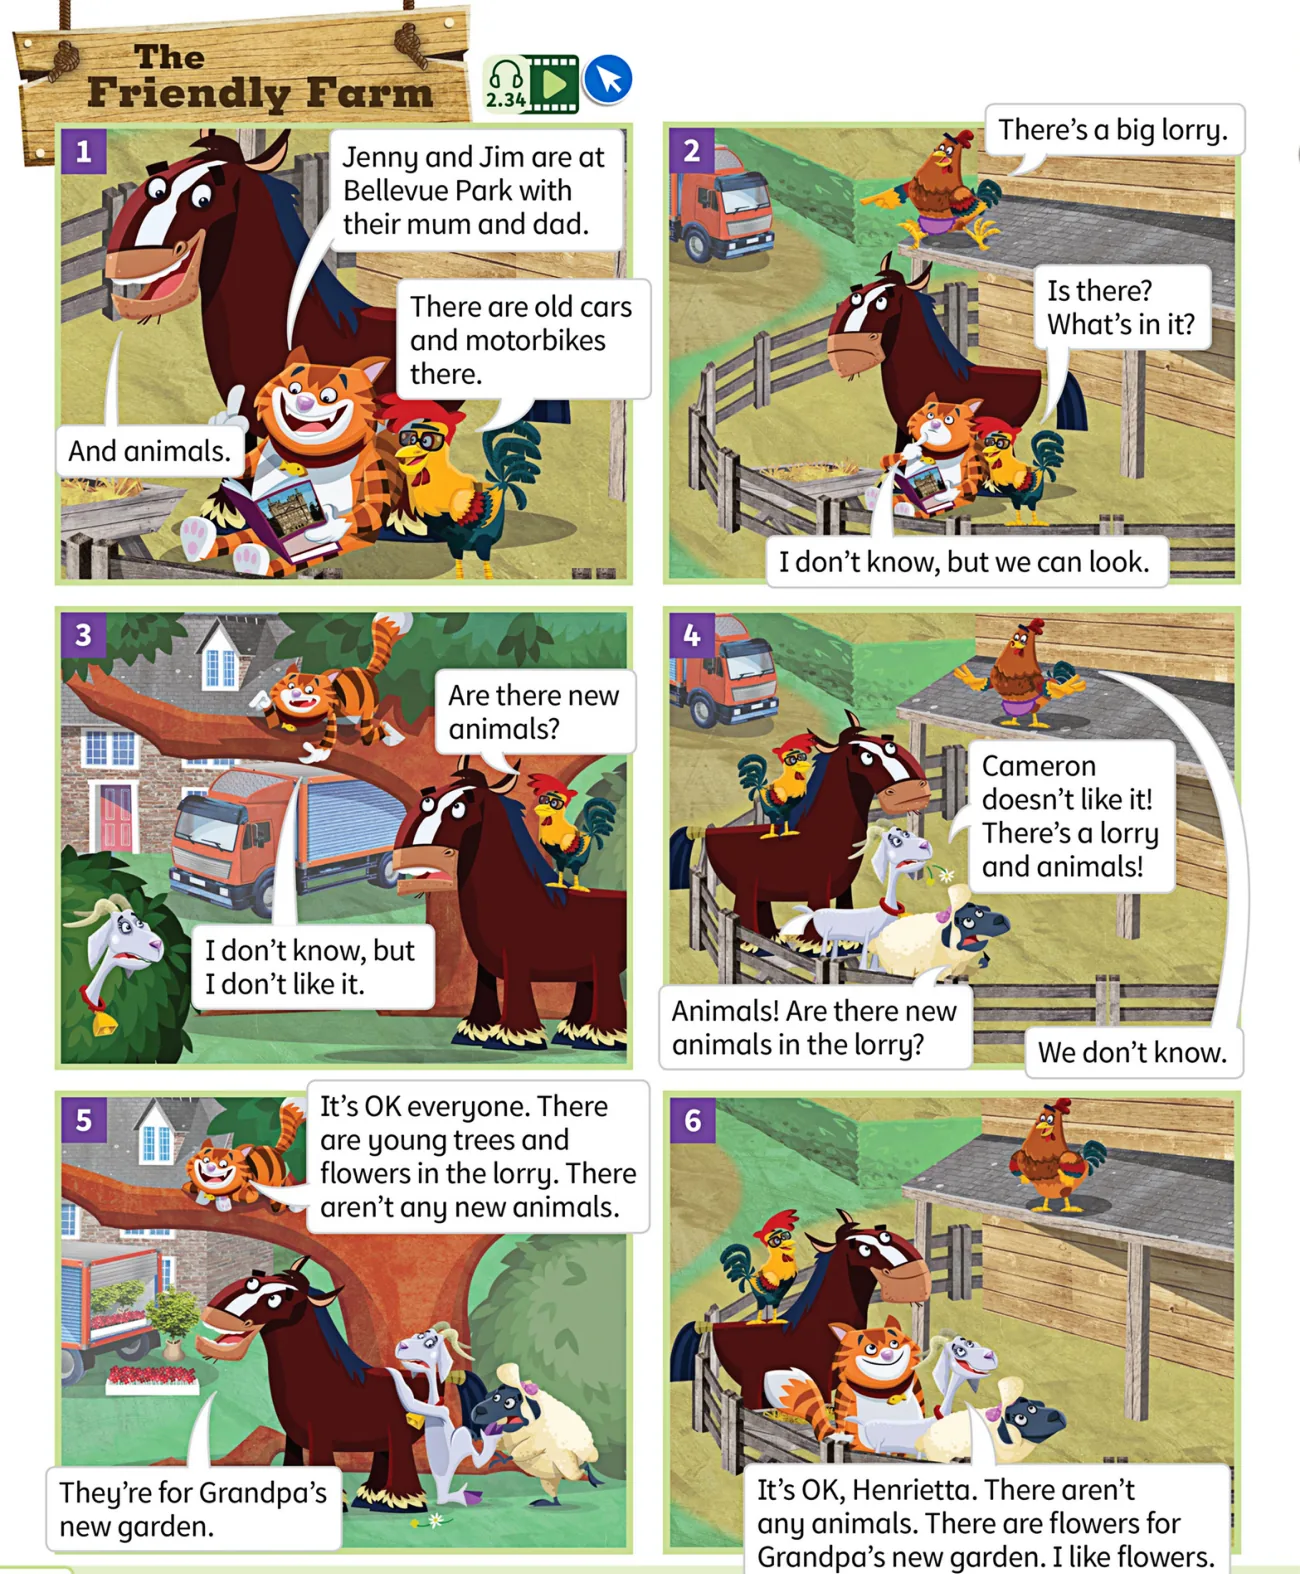 The
Friendly Farm
2.34
1
Jenny and Jim are at
Bellevue Park with
their mum and dad.
There are old cars
and motorbikes
there.
And animals.
2
There's a big lorry.
Is there?
What's in it?
I don't know, but we can look.
3
Are there new
animals?
I don't know, but
I don't like it.
4
Cameron
doesn't like it!
There's a lorry
and animals!
Animals! Are there new
animals in the lorry?
We don't know.
5
It's OK everyone. There
are young trees and
flowers in the lorry. There
aren't any new animals.
They're for Grandpa's
new garden.
6
It's OK, Henrietta. There aren't
any animals. There are flowers for
Grandpa's new garden. I like flowers.